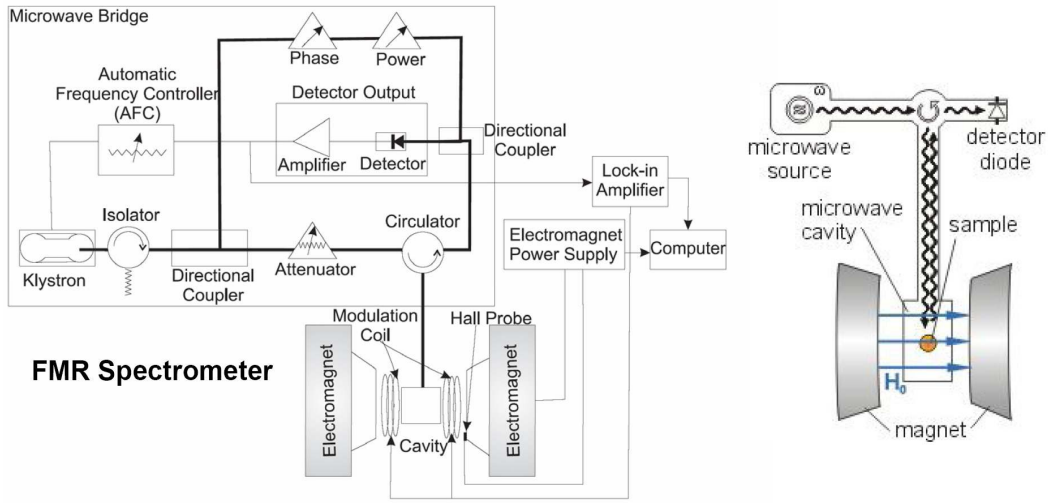 Microwave Bridge
Phase
Power
Automatic
Frequency Controller
(AFC)
Detector Output
Amplifier
Detector
Directional
Coupler
Lock-in
Amplifier
Isolator
Circulator
Klystron
Directional
Coupler
Attenuator
Electromagnet
Power Supply
Computer
Modulation
Coil
Hall Probe
FMR Spectrometer
Electromagnet
Cavity
Electromagnet
ω
microwave
source
detector
diode
microwave
cavity
sample
H₀
magnet